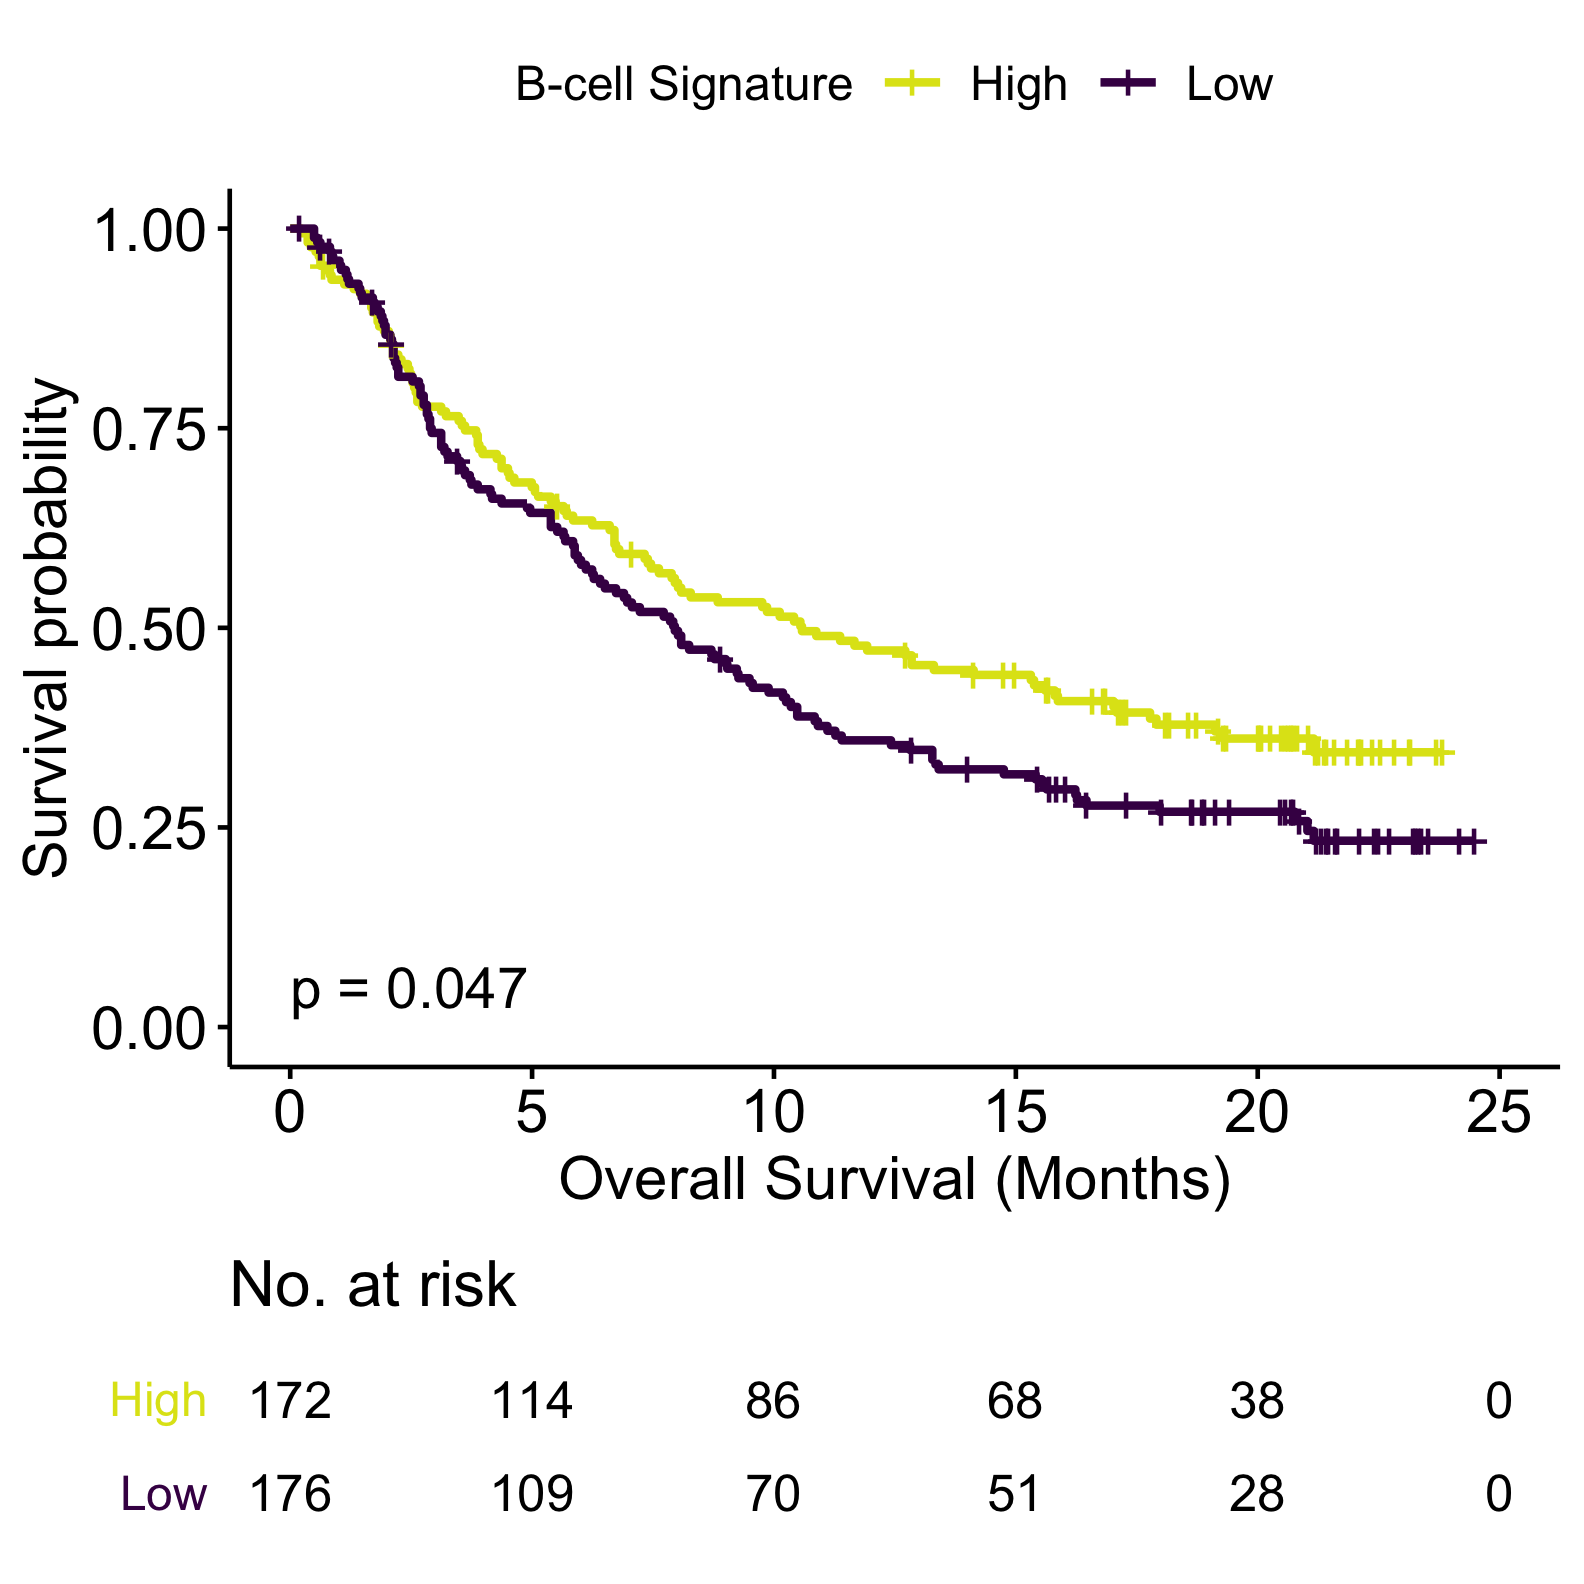 B-cell Signature High Low
1.00
0.75
0.50
0.25
0.00
Survival probability
p = 0.047
0 5 10 15 20 25
Overall Survival (Months)
No. at risk
High 172 114 86 68 38 0
Low 176 109 70 51 28 0